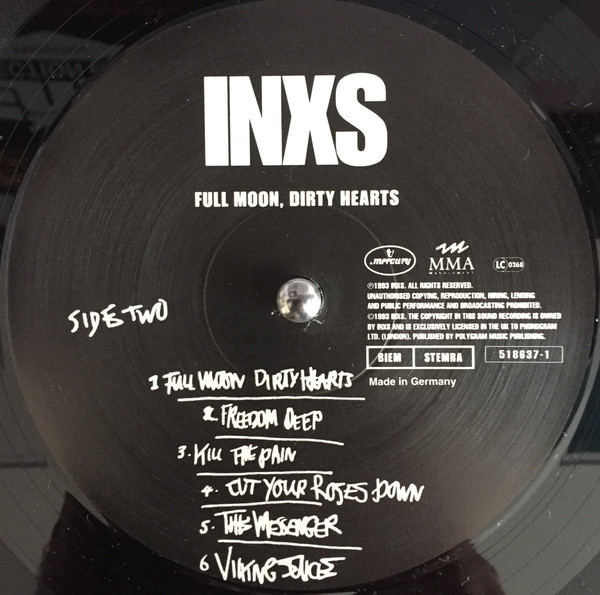 INXS
FULL MOON, DIRTY HEARTS
mercury
MMA
MANAGEMENT
LC 0268
℗1993 INXS. ALL RIGHTS RESERVED.
UNAUTHORISED COPYING, REPRODUCTION, HIRING, LENDING
AND PUBLIC PERFORMANCE AND BROADCASTING PROHIBITED.
©1993 INXS. THE COPYRIGHT IN THIS SOUND RECORDING IS OWNED
BY INXS AND IS EXCLUSIVELY LICENSED IN THE UK TO PHONOGRAM
LTD. (LONDON). PUBLISHED BY POLYGRAM MUSIC PUBLISHING.
BIEM STEMRA 518637-1
Made in Germany
SIDE TWO
1 FULL MOON DIRTY HEARTS
2. FREEDOM DEEP
3. KILL THE PAIN
4. CUT YOUR ROSES DOWN
5. THE MESSENGER
6 VIKING JUICE